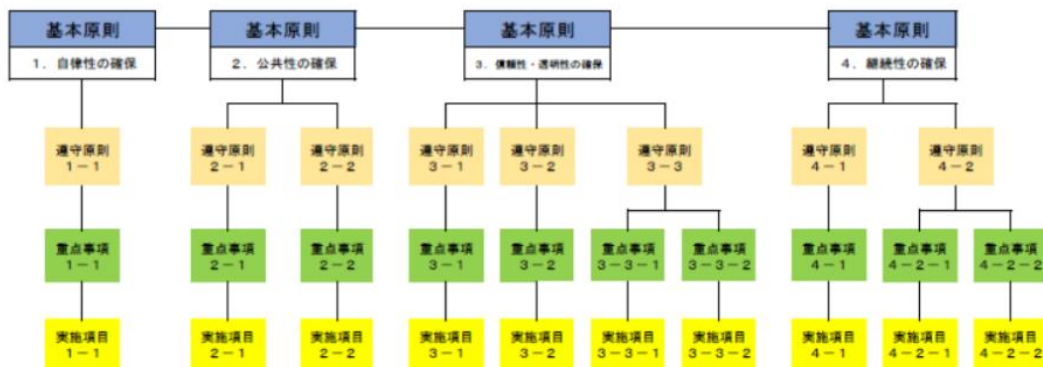 基本原則
1．自律性の確保
基本原則
2．公共性の確保
基本原則
3．信頼性・透明性の確保
基本原則
4．継続性の確保
遵守原則
1－1
遵守原則
2－1
遵守原則
2－2
遵守原則
3－1
遵守原則
3－2
遵守原則
3－3
遵守原則
4－1
遵守原則
4－2
重点事項
1－1
重点事項
2－1
重点事項
2－2
重点事項
3－1
重点事項
3－2
重点事項
3－3－1
重点事項
3－3－2
重点事項
4－1
重点事項
4－2－1
重点事項
4－2－2
実施項目
1－1
実施項目
2－1
実施項目
2－2
実施項目
3－1
実施項目
3－2
実施項目
3－3－1
実施項目
3－3－2
実施項目
4－1
実施項目
4－2－1
実施項目
4－2－2